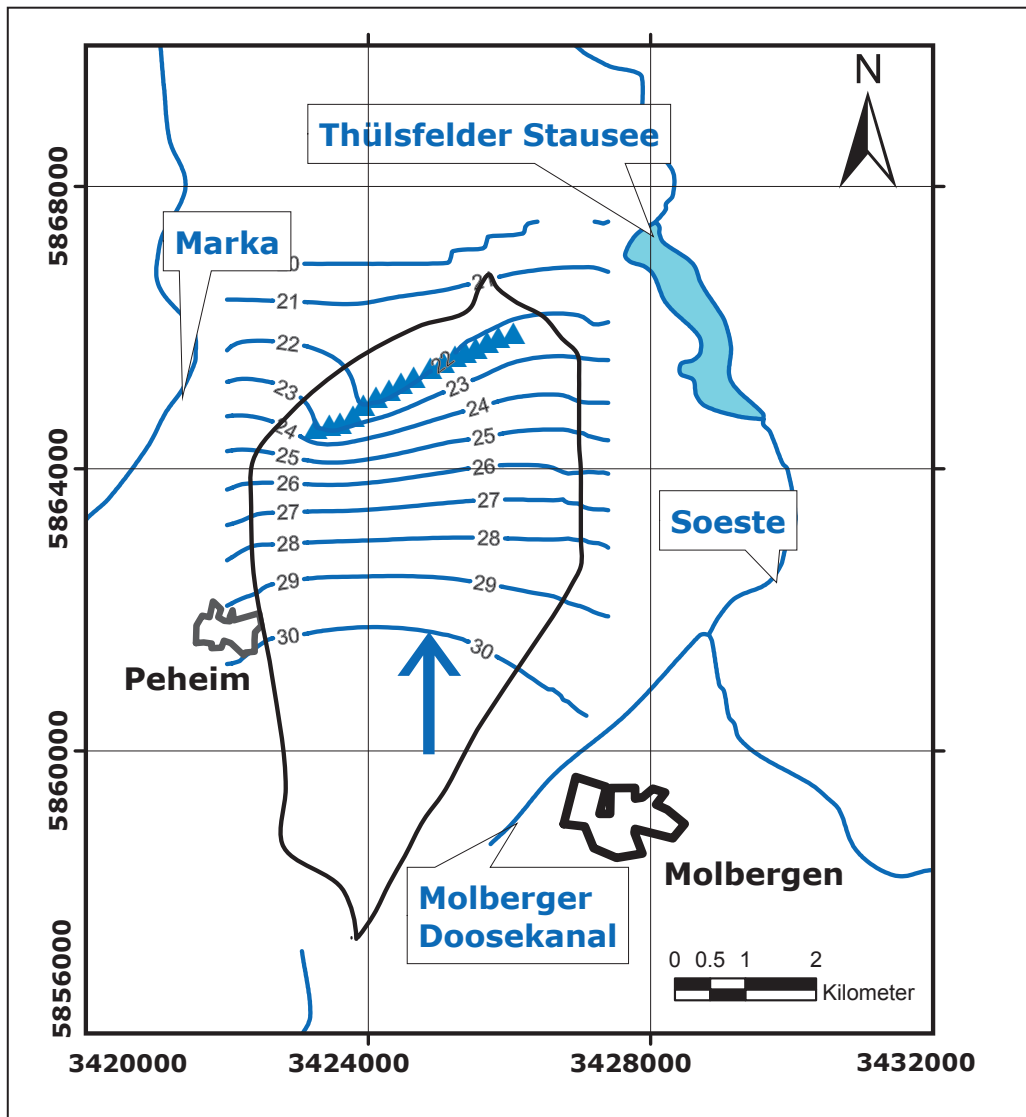 N
Thülsfelder Stausee
5868000
Marka
20
21
21
22
22
23
23
24
24
25
25
5864000
26
26
27
27
Soeste
28
28
29
29
30
30
Peheim
5860000
Molbergen
Molberger
Doosekanal
5856000
0 0.5 1 2
Kilometer
3420000 3424000 3428000 3432000